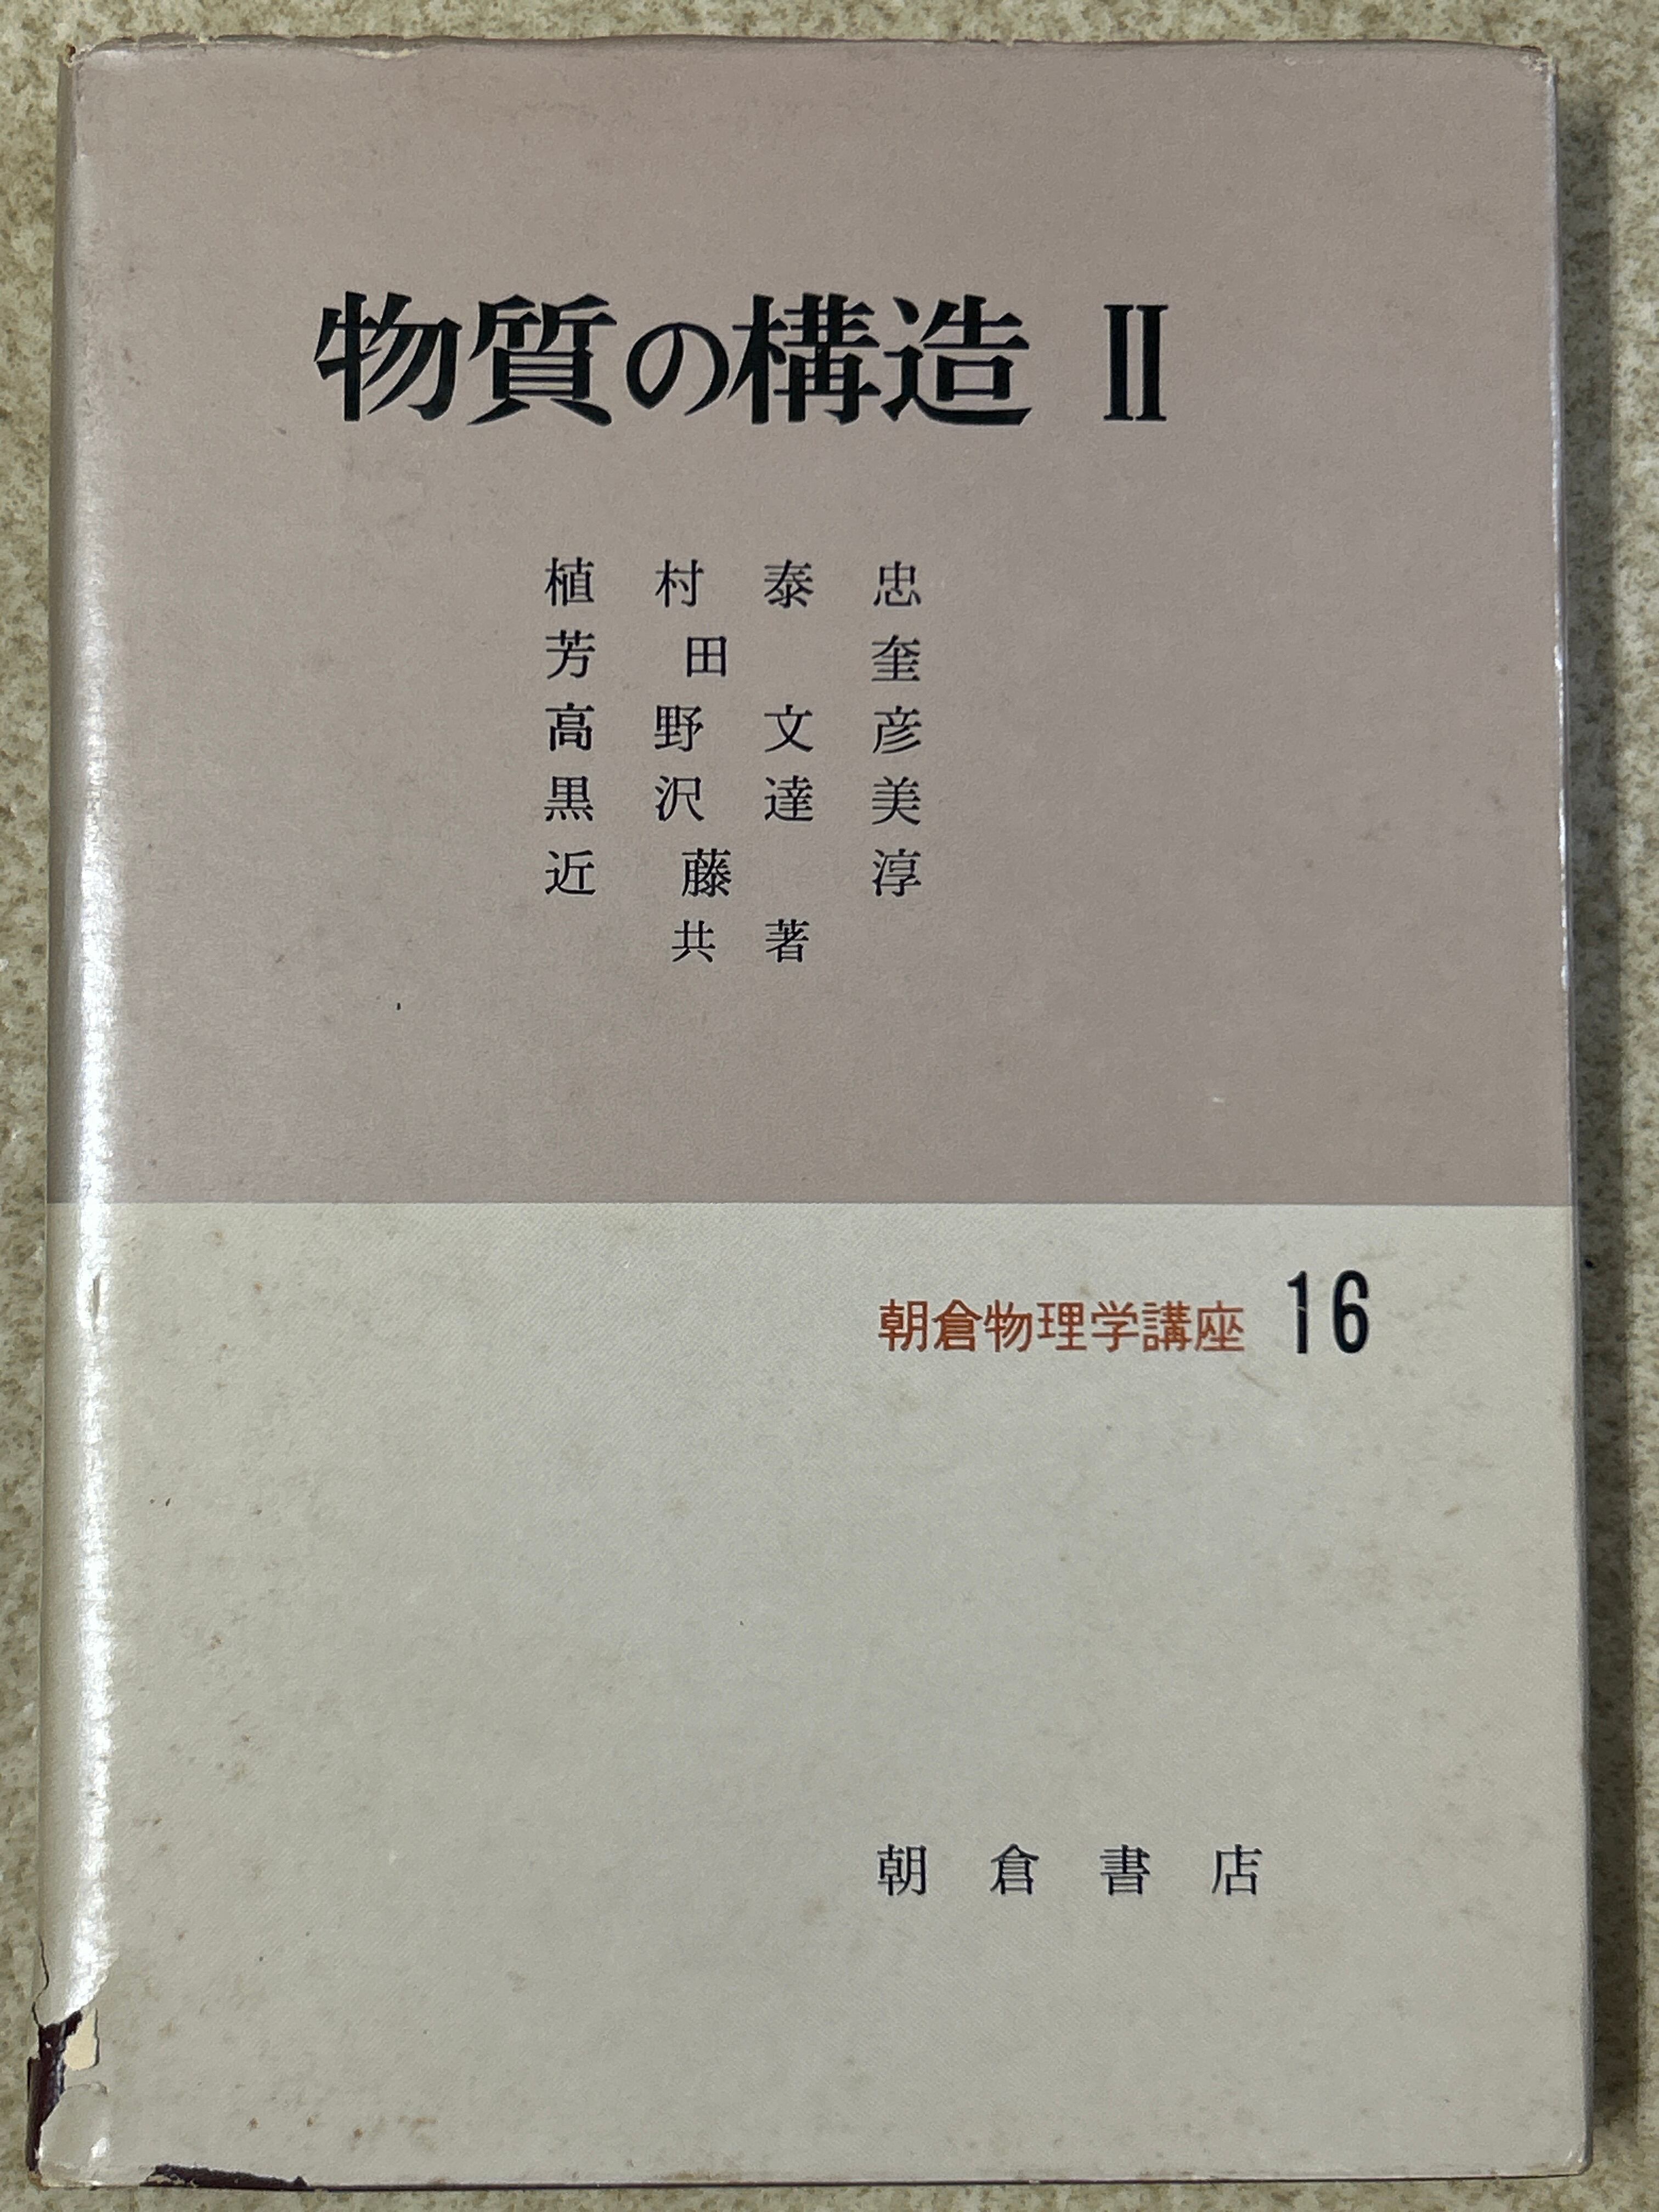 物質の構造 II
植村泰忠
芳田奎
高野文彦
黒沢達美
近藤淳
共著
朝倉物理学講座 16
朝倉書店